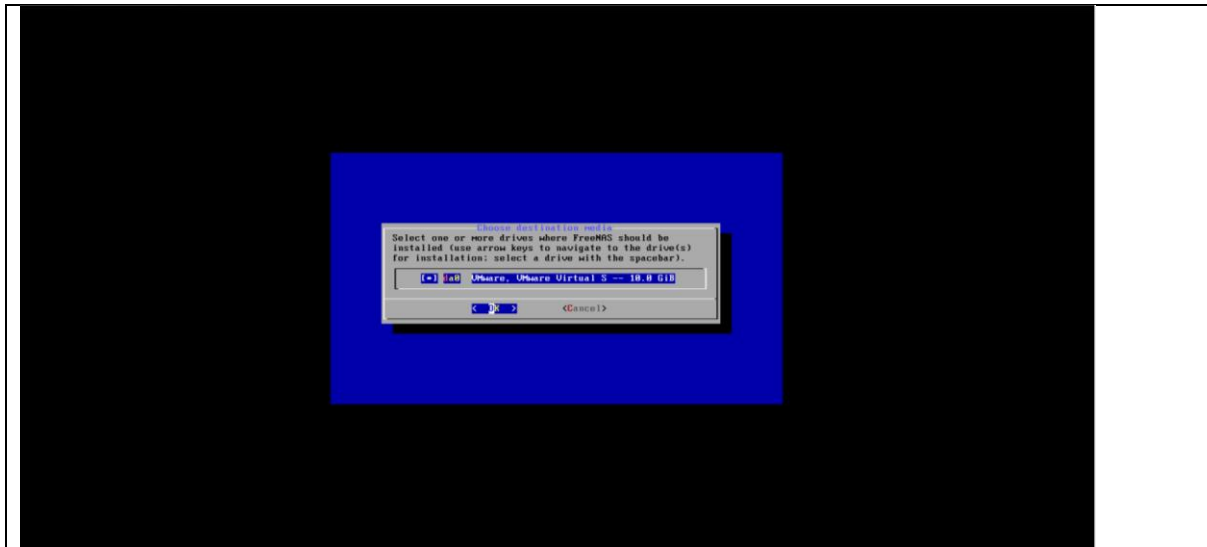 Choose destination media
Select one or more drives where FreeNAS should be
installed (use arrow keys to navigate to the drive(s)
for installation; select a drive with the spacebar).
[*] da0 VMware, VMware Virtual S -- 10.0 GiB
< OK > <Cancel>